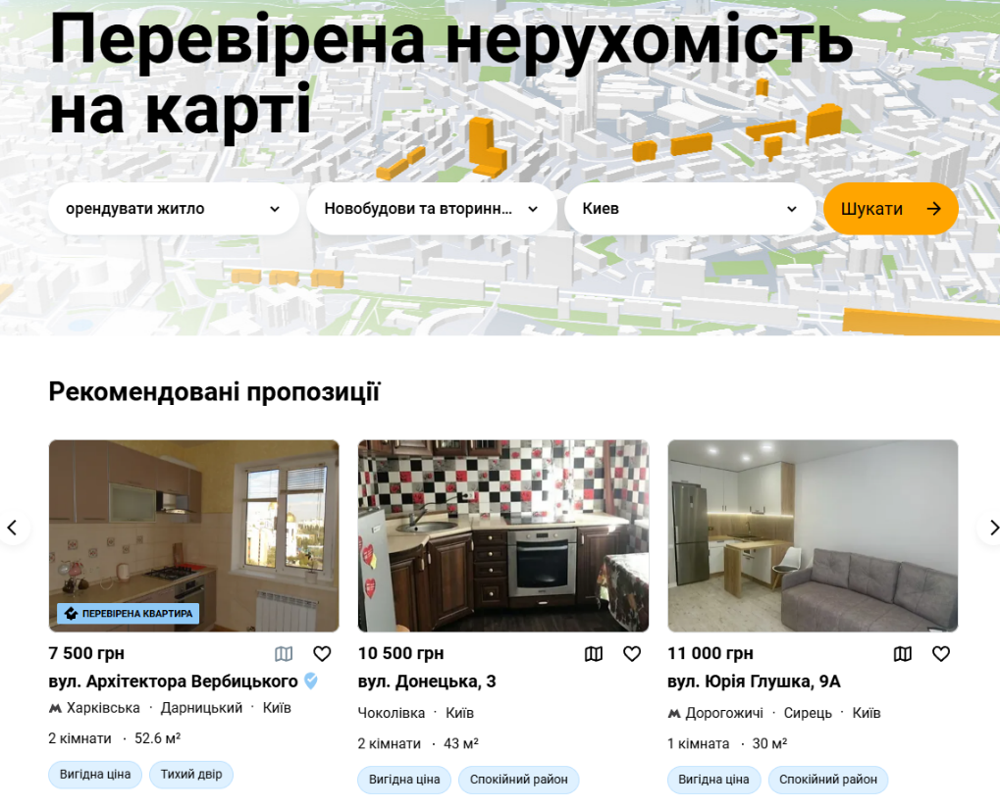 Перевірена нерухомість
на карті
орендувати житло
Новобудови та вторинн...
Киев
Шукати
Рекомендовані пропозиції
ПЕРЕВІРЕНА КВАРТИРА
7 500 грн
вул. Архітектора Вербицького
Харківська · Дарницький · Київ
2 кімнати · 52.6 м²
Вигідна ціна
Тихий двір
10 500 грн
вул. Донецька, 3
Чоколівка · Київ
2 кімнати · 43 м²
Вигідна ціна
Спокійний район
11 000 грн
вул. Юрія Глушка, 9А
Дорогожичі · Сирець · Київ
1 кімната · 30 м²
Вигідна ціна
Спокійний район